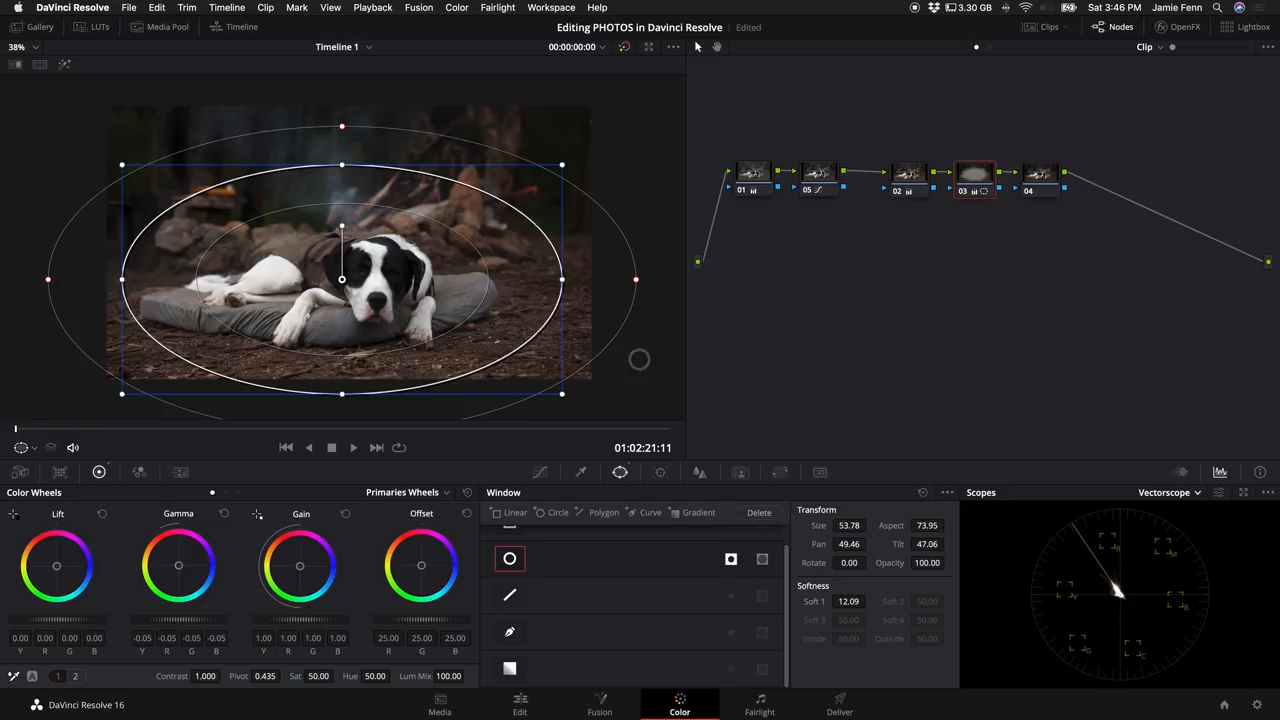 DaVinci Resolve File Edit Trim Timeline Clip Mark View Playback Fusion Color Fairlight Workspace Help 3.30 GB Sat 3:46 PM Jamie Fenn
Gallery LUTs Media Pool Timeline Editing PHOTOS in DaVinci Resolve Edited Clips Nodes OpenFX Lightbox
38% Timeline 1 00:00:00:00 Clip
01 05 02 03 04
01:02:21:11
Color Wheels Primaries Wheels Window Scopes
Lift Gamma Gain Offset Linear Circle Polygon Curve Gradient Delete Transform Vectorscope
Size 53.78 Aspect 73.95
Pan 49.46 Tilt 47.06
Rotate 0.00 Opacity 100.00
Softness
Soft 1 12.09 Soft 2 50.00
Soft 3 50.00 Soft 4 50.00
Inside 50.00 Outside 50.00
R M Y B G C
0.00 0.00 0.00 0.00 -0.05 -0.05 -0.05 -0.05 1.00 1.00 1.00 1.00 25.00 25.00 25.00
Y R G B Y R G B Y R G B R G B
A 1 2 Contrast 1.000 Pivot 0.435 Sat 50.00 Hue 50.00 Lum Mix 100.00
DaVinci Resolve 16 Media Edit Fusion Color Fairlight Deliver